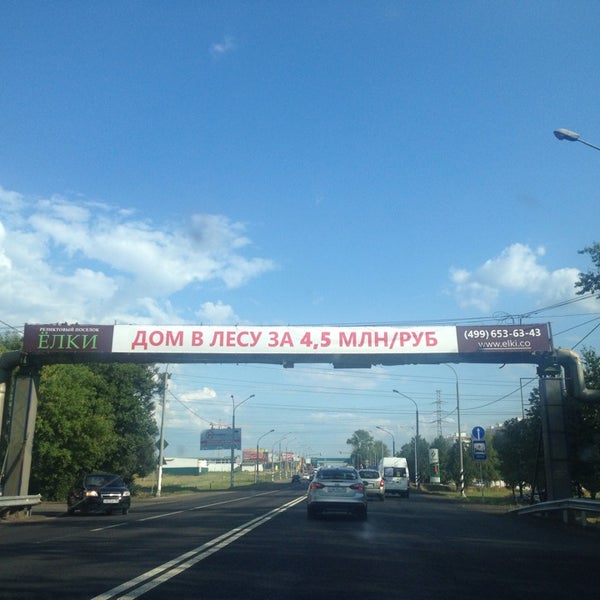 РЕЛИКТОВЫЙ ПОСЕЛОК
ЁЛКИ
ДОМ В ЛЕСУ ЗА 4,5 МЛН/РУБ
(499) 653-63-43
www.elki.co